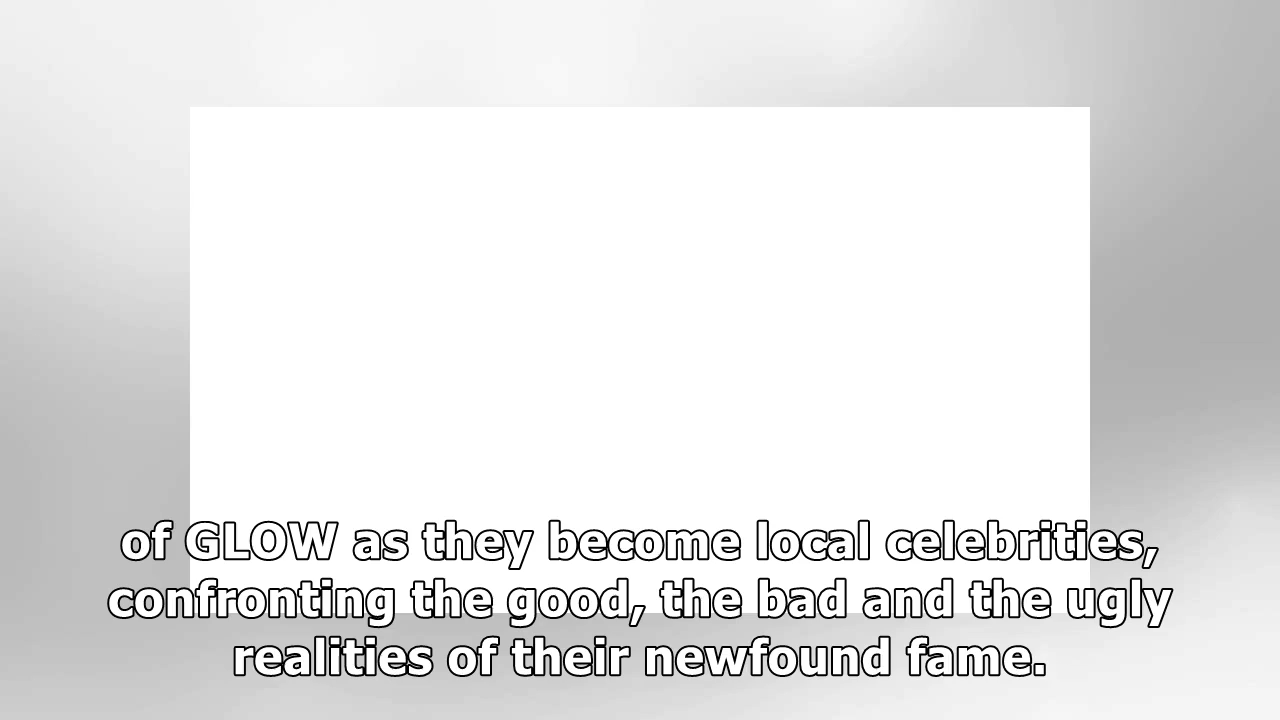 of GLOW as they become local celebrities,
confronting the good, the bad and the ugly
realities of their newfound fame.